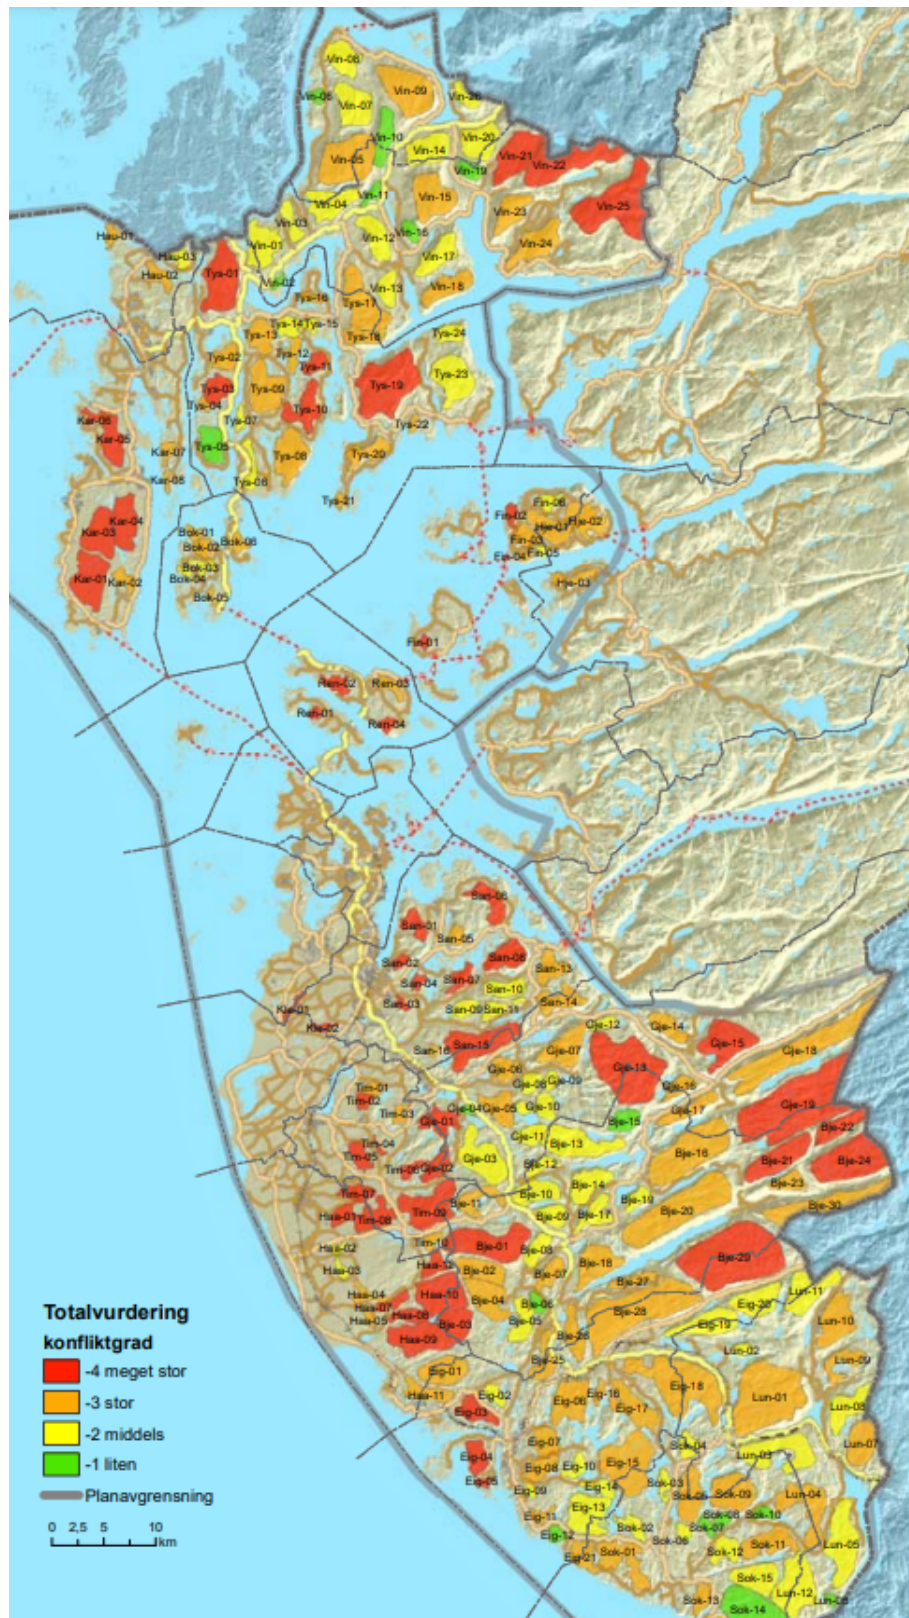 Vin-08
Vin-06
Vin-07
Vin-09
Vin-26
Vin-10
Vin-20
Vin-14
Vin-21
Vin-22
Vin-05
Vin-19
Vin-25
Vin-11
Vin-15
Vin-04
Vin-23
Vin-03
Vin-16
Hau-01
Vin-01
Vin-12
Vin-24
Hau-03
Vin-17
Hau-02
Tys-01
Vin-02
Vin-13
Vin-18
Tys-16
Tys-17
Tys-14
Tys-15
Tys-13
Tys-18
Tys-24
Tys-02
Tys-12
Tys-11
Tys-23
Tys-03
Tys-09
Tys-19
Tys-04
Tys-10
Kar-06
Tys-07
Tys-22
Kar-05
Tys-05
Kar-07
Tys-08
Tys-20
Kar-08
Tys-06
Tys-21
Fin-06
Kar-04
Fin-02
Hje-01
Hje-02
Kar-03
Bok-01
Bok-06
Bok-02
Fin-03
Fin-04
Fin-05
Kar-01
Kar-02
Bok-03
Bok-04
Hje-03
Bok-05
Fin-01
Ren-02
Ren-03
Ren-01
Ren-04
San-06
San-01
San-05
San-02
San-08
San-13
San-04
San-07
San-10
San-03
San-09
San-11
San-14
Kle-01
Kle-02
Gje-12
Gje-14
San-16
San-15
Gje-07
Gje-15
Gje-18
Gje-06
Gje-13
Tim-01
Gje-08
Gje-09
Gje-16
Tim-02
Tim-03
Gje-04
Gje-05
Gje-10
Gje-17
Gje-19
Gje-01
Bje-15
Bje-22
Tim-04
Gje-11
Bje-13
Tim-05
Gje-03
Bje-16
Tim-06
Gje-02
Bje-12
Bje-21
Bje-24
Tim-07
Bje-10
Bje-14
Bje-23
Bje-11
Bje-19
Haa-01
Tim-08
Tim-09
Bje-09
Bje-17
Bje-20
Bje-30
Tim-10
Haa-02
Bje-01
Bje-08
Bje-29
Haa-12
Bje-18
Haa-03
Bje-02
Bje-07
Bje-27
Haa-04
Haa-10
Bje-04
Bje-06
Eig-20
Lun-11
Haa-07
Haa-08
Bje-28
Haa-05
Bje-03
Bje-05
Eig-19
Lun-10
Haa-09
Bje-26
Lun-02
Bje-25
Lun-09
Eig-01
Haa-11
Eig-02
Eig-16
Eig-18
Eig-06
Lun-01
Eig-03
Eig-17
Lun-08
Eig-07
Sok-04
Lun-07
Eig-04
Eig-08
Eig-10
Eig-15
Lun-03
Eig-05
Eig-09
Eig-14
Sok-03
Sok-05
Sok-09
Lun-04
Eig-13
Eig-11
Sok-08
Sok-10
Eig-12
Sok-02
Sok-07
Sok-06
Sok-12
Sok-11
Lun-05
Eig-21
Sok-01
Sok-15
Lun-12
Sok-13
Sok-14
Lun-06
Totalvurdering
konfliktgrad
-4 meget stor
-3 stor
-2 middels
-1 liten
Planavgrensning
0 2,5 5 10
km